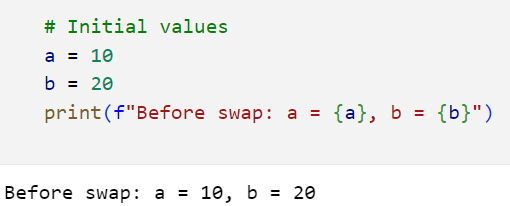 # Initial values
a = 10
b = 20
print(f"Before swap: a = {a}, b = {b}")
Before swap: a = 10, b = 20